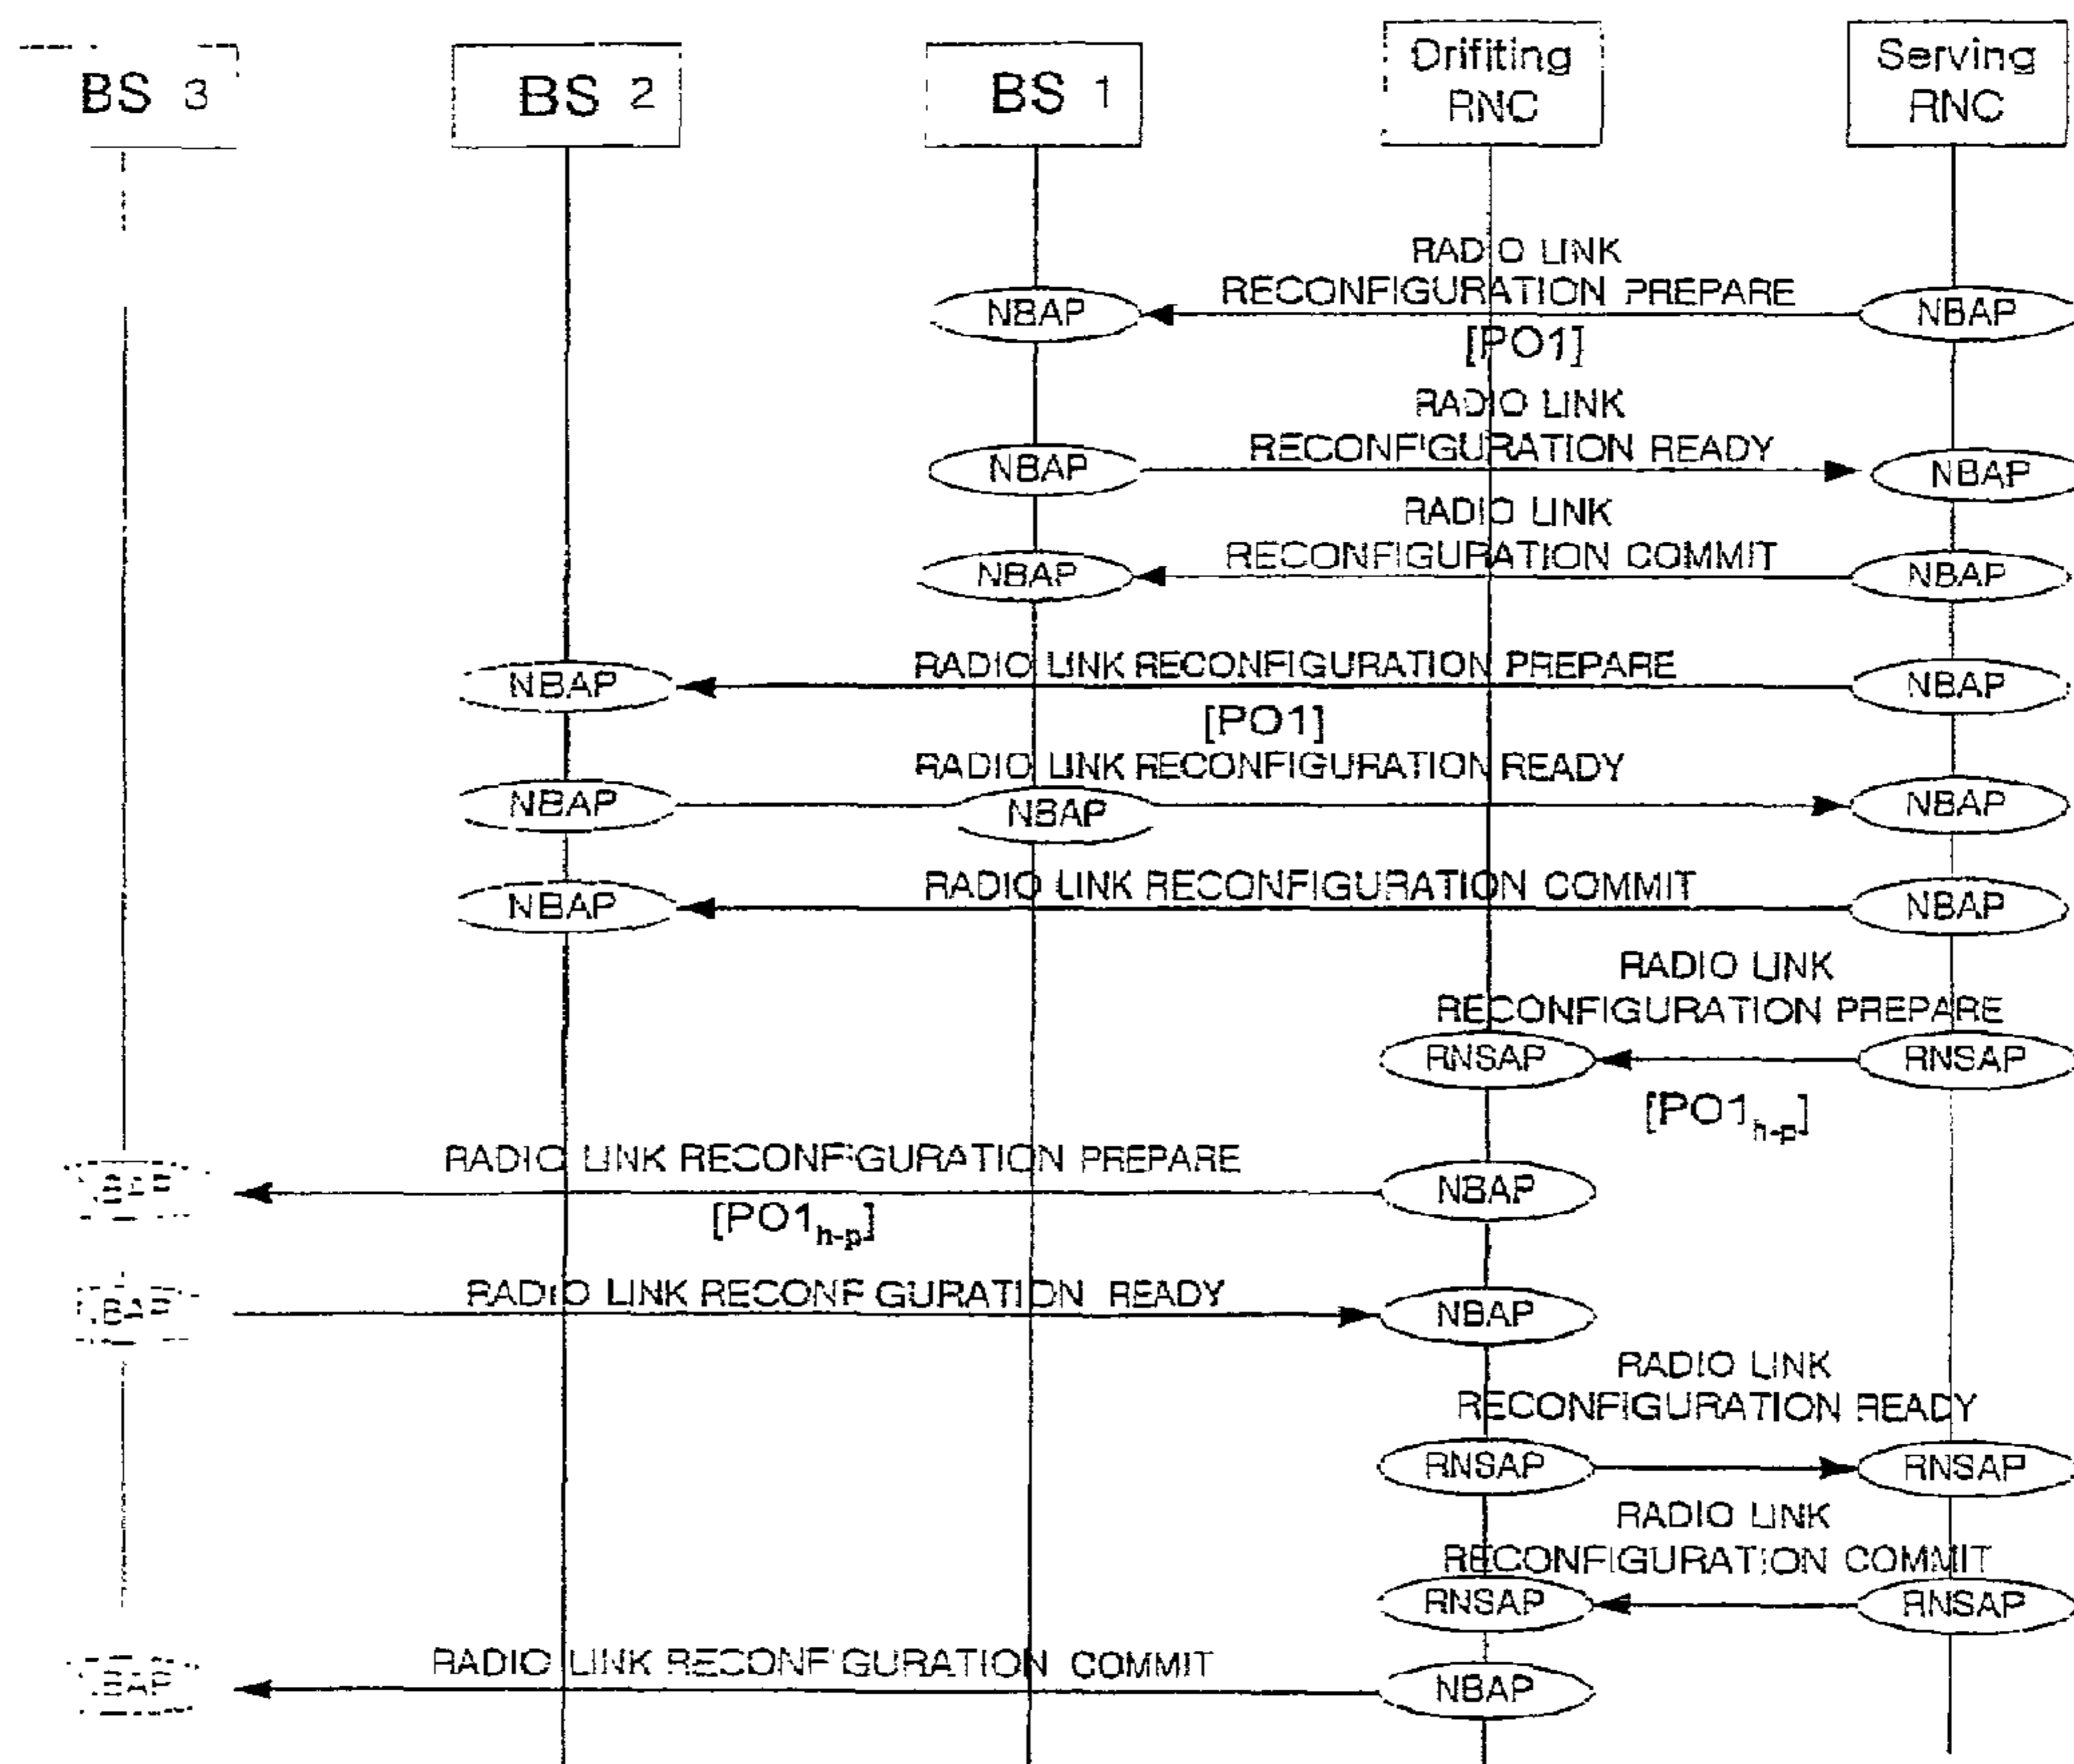 BS 3
BS 2
BS 1
Drifiting
RNC
Serving
RNC
RADIO LINK
RECONFIGURATION PREPARE
NBAP
NBAP
[PO1]
RADIO LINK
RECONFIGURATION READY
NBAP
NBAP
RADIO LINK
RECONFIGURATION COMMIT
NBAP
NBAP
RADIO LINK RECONFIGURATION PREPARE
NBAP
NBAP
[PO1]
RADIO LINK RECONFIGURATION READY
NBAP
NBAP
NBAP
RADIO LINK RECONFIGURATION COMMIT
NBAP
NBAP
RADIO LINK
RECONFIGURATION PREPARE
RNSAP
RNSAP
[PO1h-p]
RADIO LINK RECONFIGURATION PREPARE
NBAP
[PO1h-p]
RADIO LINK RECONFIGURATION READY
NBAP
RADIO LINK
RECONFIGURATION READY
RNSAP
RNSAP
RADIO LINK
RECONFIGURATION COMMIT
RNSAP
RNSAP
RADIO LINK RECONFIGURATION COMMIT
NBAP